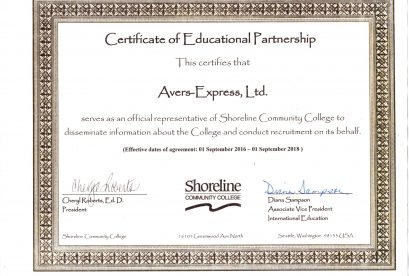 Certificate of Educational Partnership
This certifies that
Avers-Express, Ltd.
serves as an official representative of Shoreline Community College to
disseminate information about the College and conduct recruitment on its behalf.
(Effective dates of agreement: 01 September 2016 – 01 September 2018 )
Cheryl Roberts
Cheryl Roberts, Ed. D.
President
Shoreline
COMMUNITY COLLEGE
Diana Sampson
Diana Sampson
Associate Vice President
International Education
Shoreline Community College
16101 Greenwood Ave North
Seattle, Washington 98133 USA